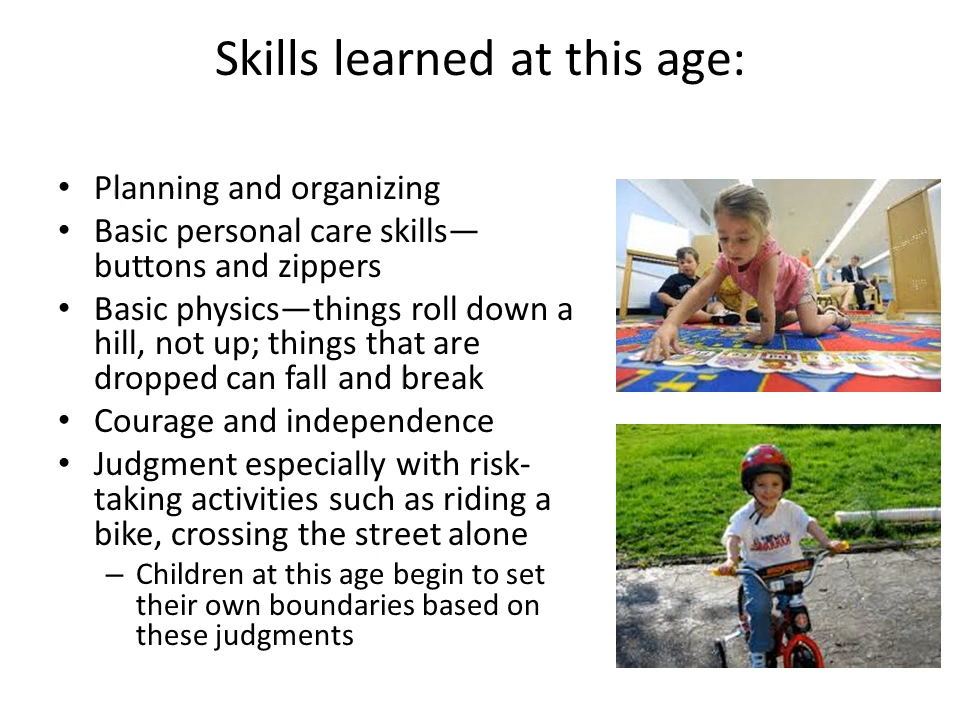 Skills learned at this age:
• Planning and organizing
• Basic personal care skills—
buttons and zippers
• Basic physics—things roll down a
hill, not up; things that are
dropped can fall and break
• Courage and independence
• Judgment especially with risk-
taking activities such as riding a
bike, crossing the street alone
– Children at this age begin to set
their own boundaries based on
these judgments